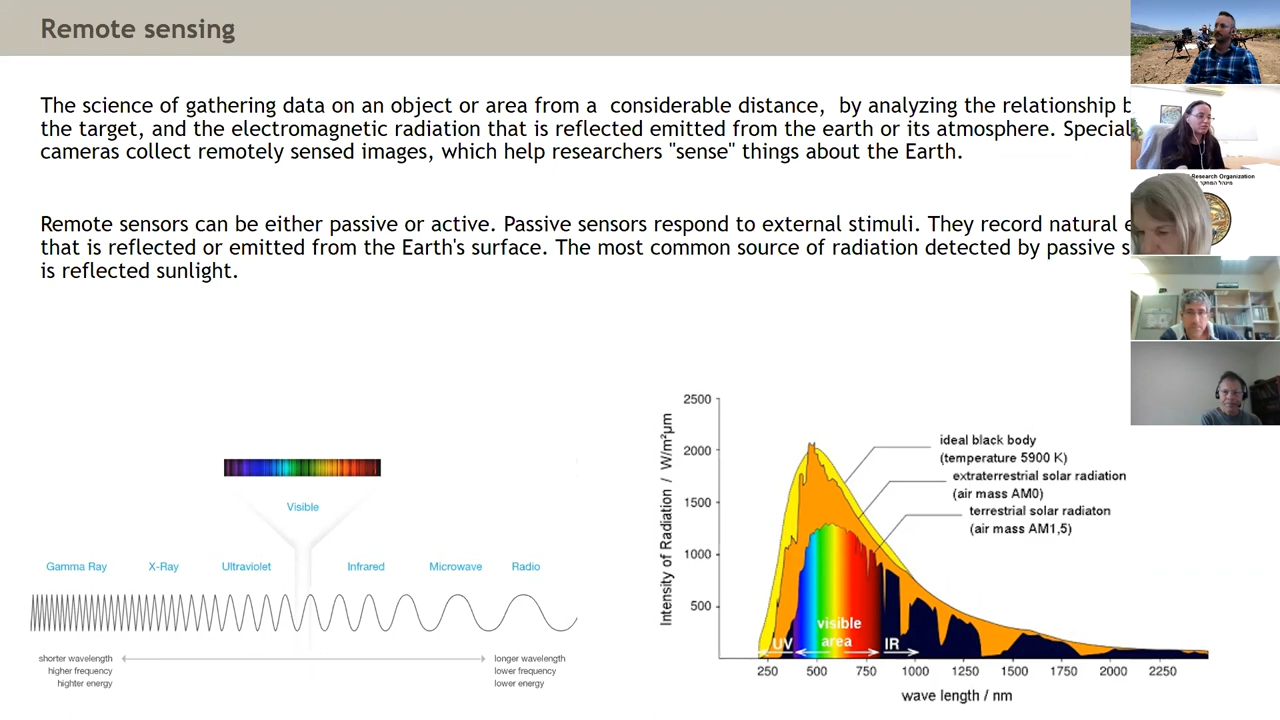 Remote sensing
The science of gathering data on an object or area from a considerable distance, by analyzing the relationship
the target, and the electromagnetic radiation that is reflected emitted from the earth or its atmosphere. Special
cameras collect remotely sensed images, which help researchers "sense" things about the Earth.
Remote sensors can be either passive or active. Passive sensors respond to external stimuli. They record natural
that is reflected or emitted from the Earth's surface. The most common source of radiation detected by passive
is reflected sunlight.
Research Organization
Visible
Gamma Ray X-Ray Ultraviolet Infrared Microwave Radio
shorter wavelength
higher frequency
highter energy
longer wavelength
lower frequency
lower energy
Intensity of Radiation / W/m²µm
2500
2000
1500
1000
500
ideal black body
(temperature 5900 K)
extraterrestrial solar radiation
(air mass AM0)
terrestrial solar radiaton
(air mass AM1,5)
UV visible area IR
250 500 750 1000 1250 1500 1750 2000 2250
wave length / nm